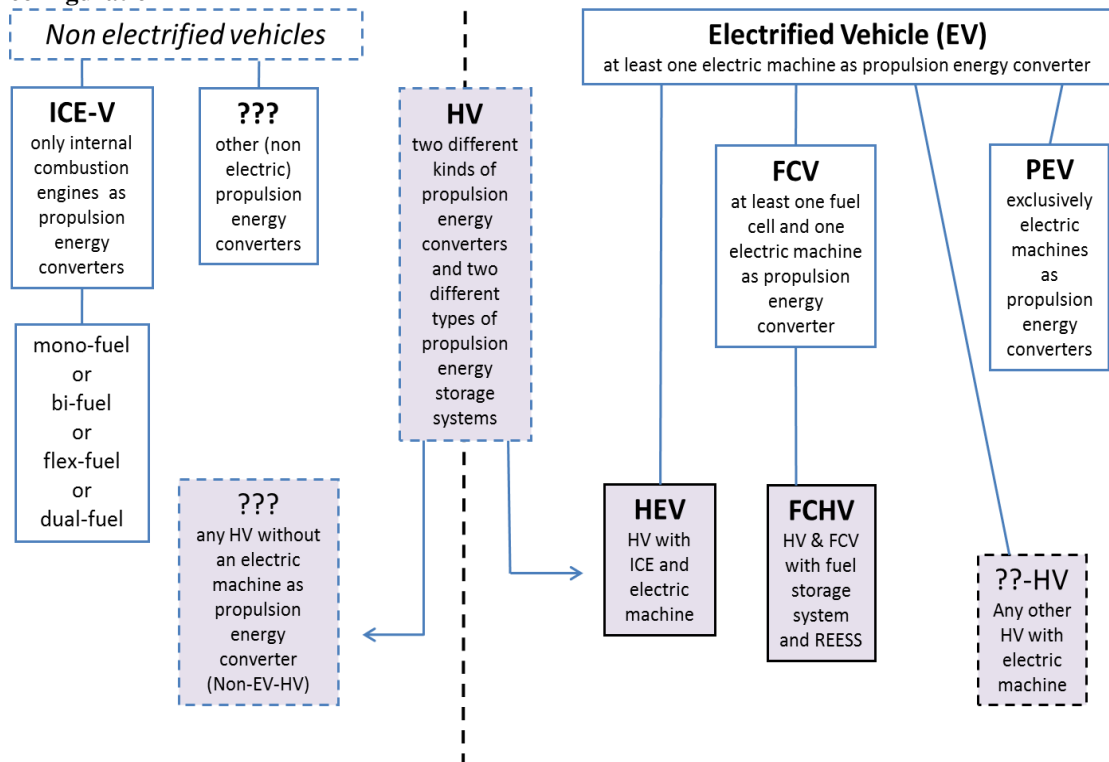 Non electrified vehicles
ICE-V
only internal
combustion
engines as
propulsion
energy
converters
???
other (non
electric)
propulsion
energy
converters
mono-fuel
or
bi-fuel
or
flex-fuel
or
dual-fuel
???
any HV without
an electric
machine as
propulsion
energy
converter
(Non-EV-HV)
HV
two different
kinds of
propulsion
energy
converters
and two
different
types of
propulsion
energy
storage
systems
Electrified Vehicle (EV)
at least one electric machine as propulsion energy converter
FCV
at least one fuel
cell and one
electric machine
as propulsion
energy
converter
PEV
exclusively
electric
machines
as
propulsion
energy
converters
HEV
HV with
ICE and
electric
machine
FCHV
HV & FCV
with fuel
storage
system
and REESS
??-HV
Any other
HV with
electric
machine